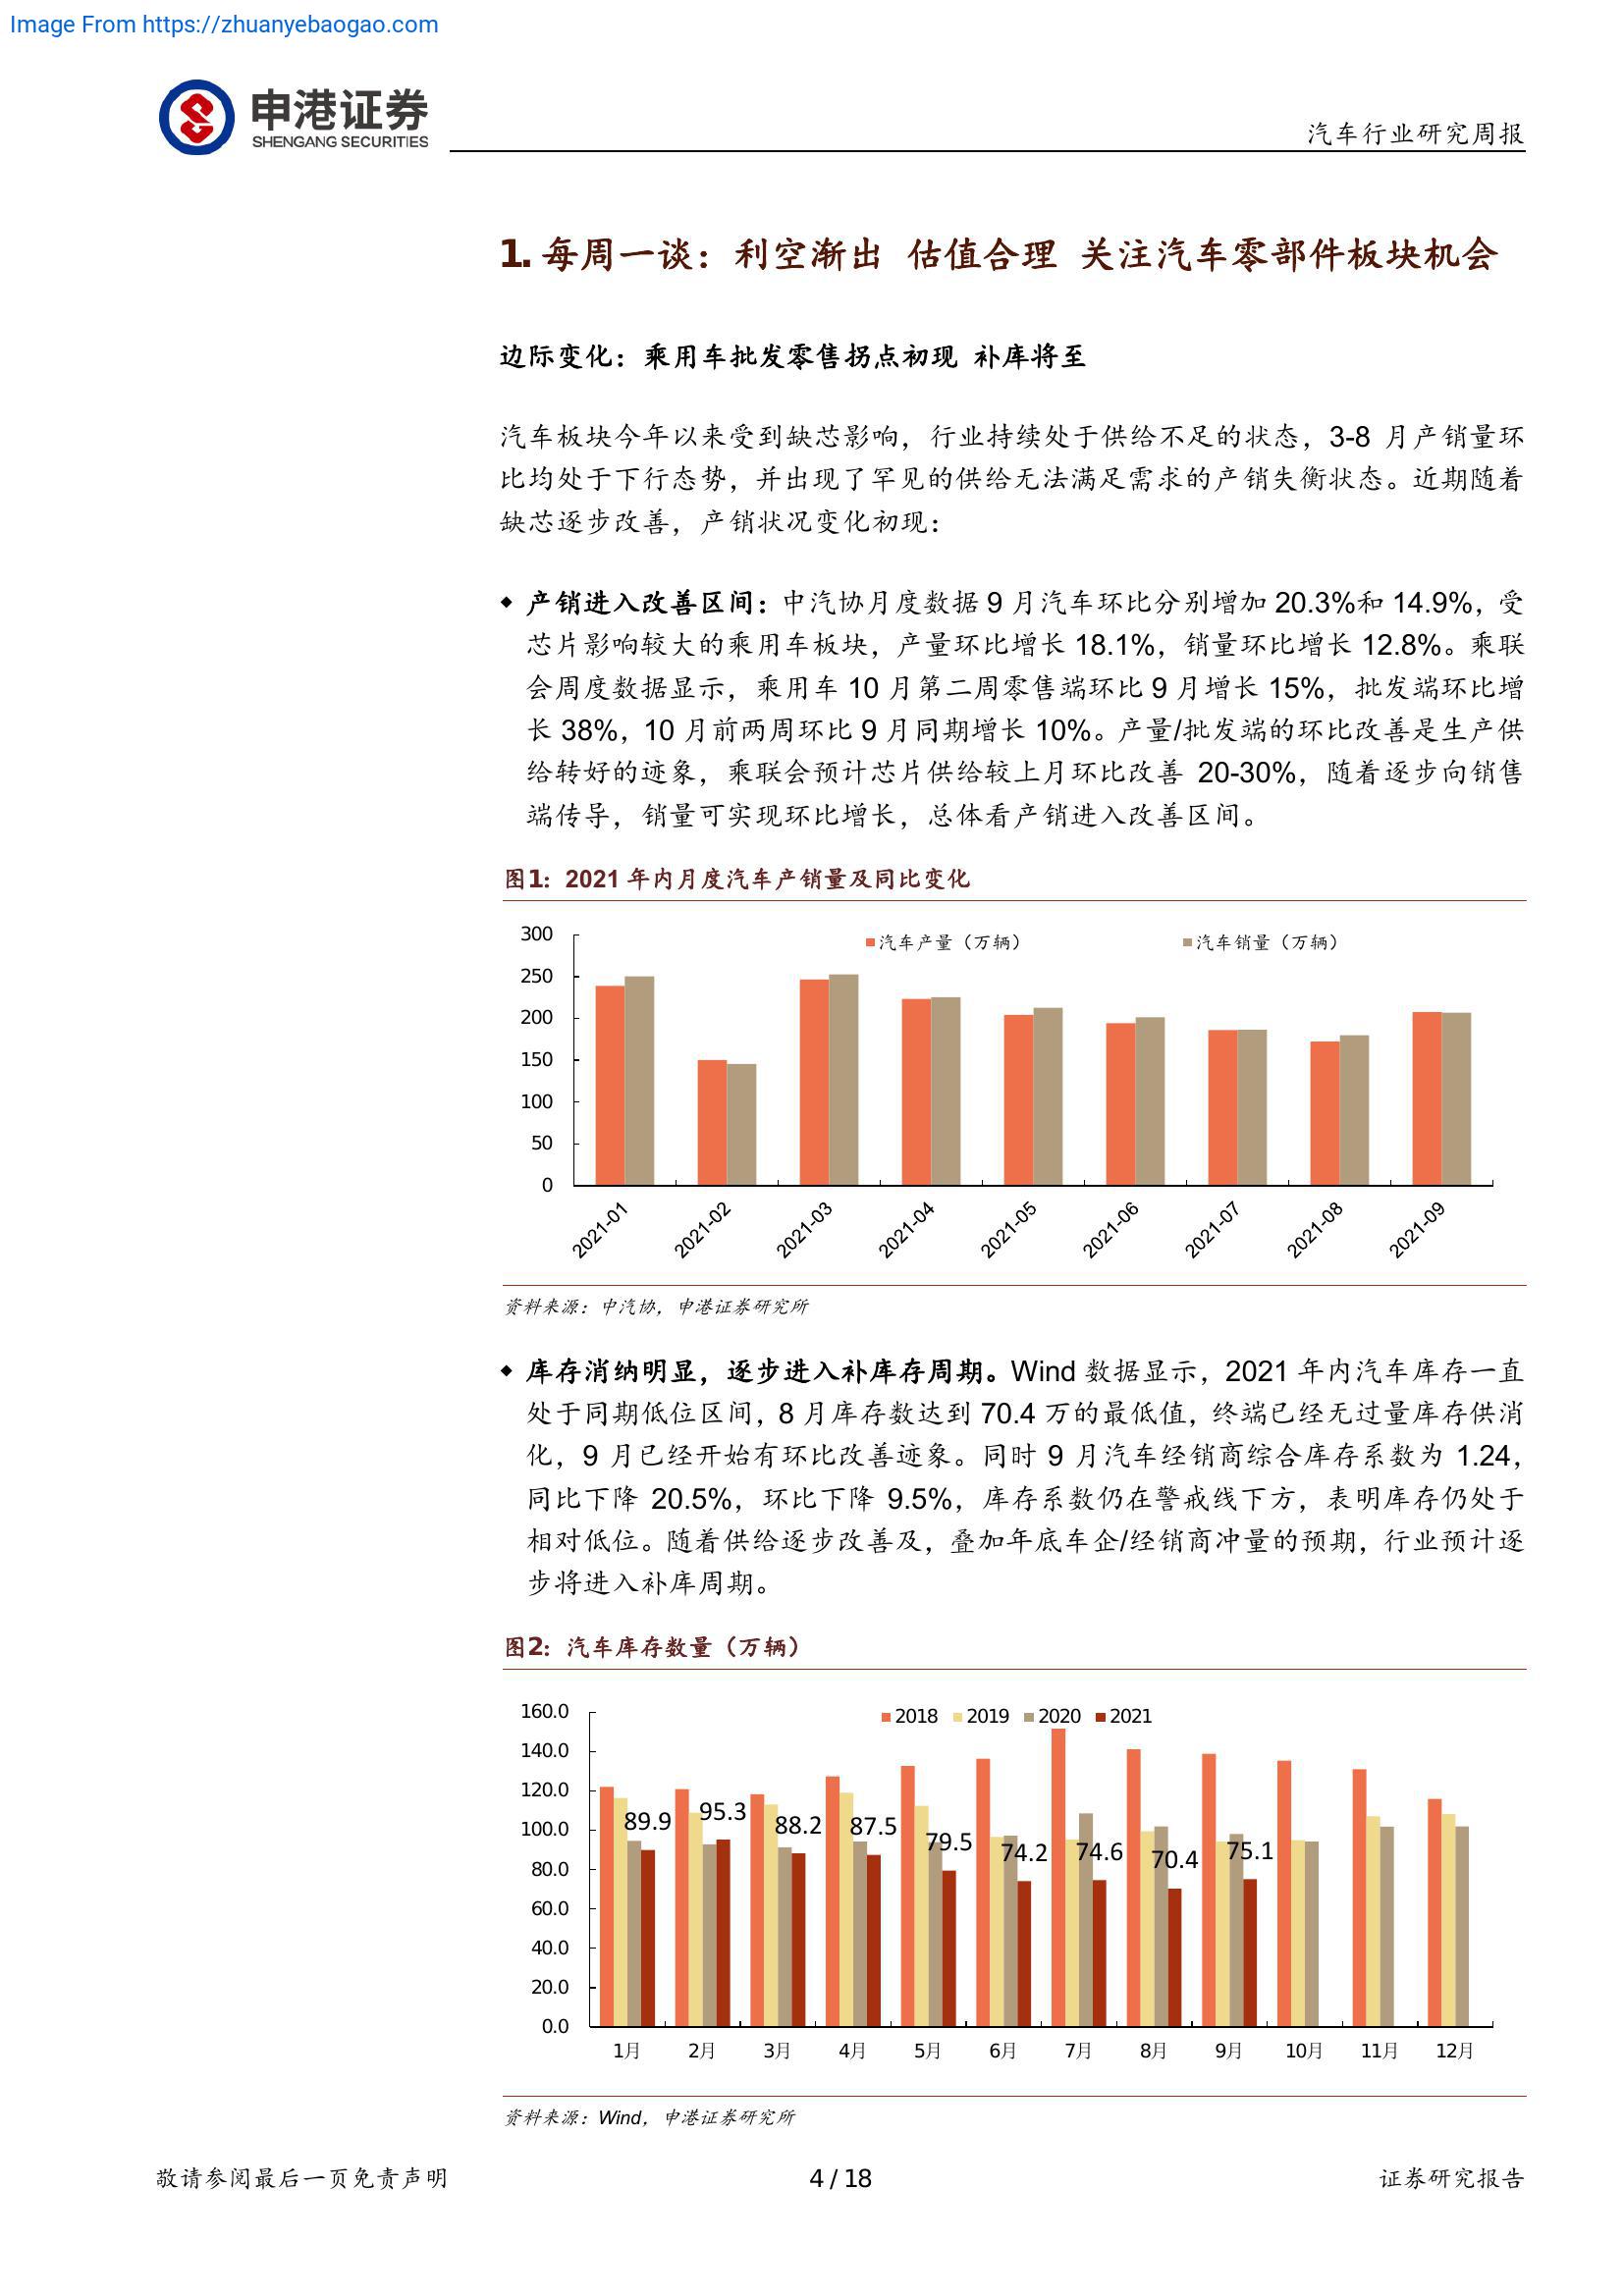 Image From https://zhuanyebaogao.com
申港证券
SHENGANG SECURITIES
汽车行业研究周报
1. 每周一谈：利空渐出 估值合理 关注汽车零部件板块机会
边际变化：乘用车批发零售拐点初现 补库将至
汽车板块今年以来受到缺芯影响，行业持续处于供给不足的状态，3-8 月产销量环
比均处于下行态势，并出现了罕见的供给无法满足需求的产销失衡状态。近期随着
缺芯逐步改善，产销状况变化初现：
◆ 产销进入改善区间：中汽协月度数据 9 月汽车环比分别增加 20.3%和 14.9%，受
芯片影响较大的乘用车板块，产量环比增长 18.1%，销量环比增长 12.8%。乘联
会周度数据显示，乘用车 10 月第二周零售端环比 9 月增长 15%，批发端环比增
长 38%，10 月前两周环比 9 月同期增长 10%。产量/批发端的环比改善是生产供
给转好的迹象，乘联会预计芯片供给较上月环比改善 20-30%，随着逐步向销售
端传导，销量可实现环比增长，总体看产销进入改善区间。
图1：2021 年内月度汽车产销量及同比变化
汽车产量（万辆） 汽车销量（万辆）
300
250
200
150
100
50
0
2021-01 2021-02 2021-03 2021-04 2021-05 2021-06 2021-07 2021-08 2021-09
资料来源：中汽协，申港证券研究所
◆ 库存消纳明显，逐步进入补库存周期。Wind 数据显示，2021 年内汽车库存一直
处于同期低位区间，8 月库存数达到 70.4 万的最低值，终端已经无过量库存供消
化，9 月已经开始有环比改善迹象。同时 9 月汽车经销商综合库存系数为 1.24，
同比下降 20.5%，环比下降 9.5%，库存系数仍在警戒线下方，表明库存仍处于
相对低位。随着供给逐步改善及，叠加年底车企/经销商冲量的预期，行业预计逐
步将进入补库周期。
图2：汽车库存数量（万辆）
2018 2019 2020 2021
160.0
140.0
120.0
100.0
80.0
60.0
40.0
20.0
0.0
89.9 95.3 88.2 87.5 79.5 74.2 74.6 70.4 75.1
1月 2月 3月 4月 5月 6月 7月 8月 9月 10月 11月 12月
资料来源：Wind，申港证券研究所
敬请参阅最后一页免责声明
4 / 18
证券研究报告